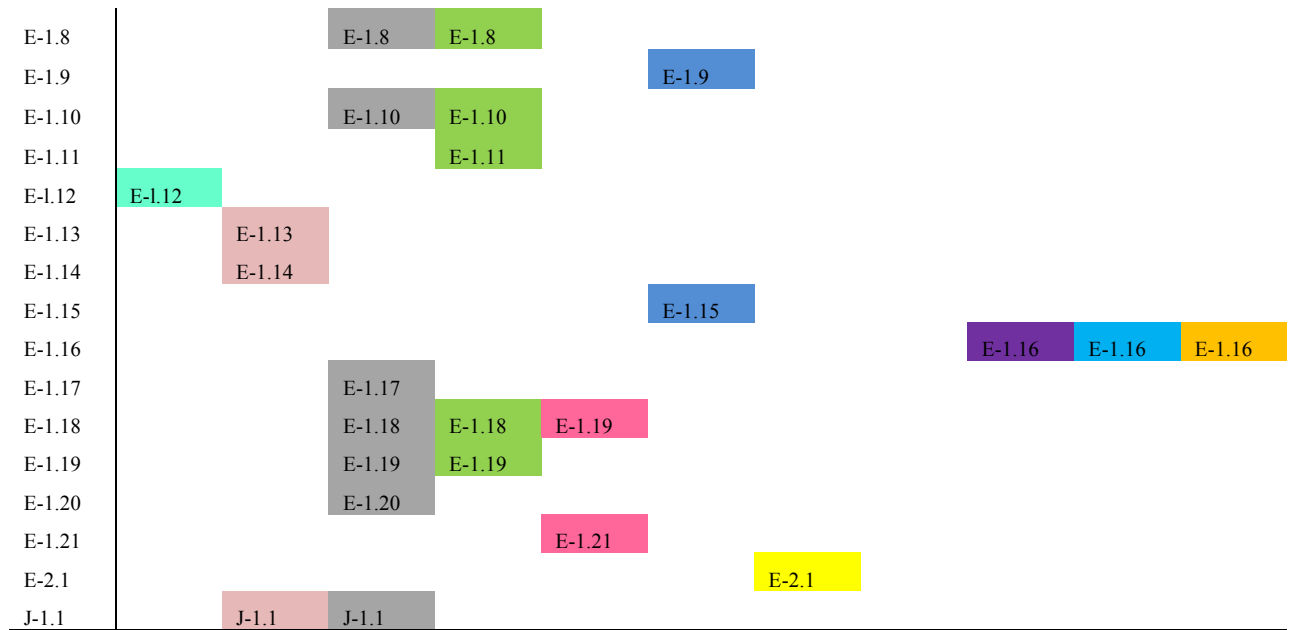 E-1.8 E-1.8 E-1.8
E-1.9 E-1.9
E-1.10 E-1.10 E-1.10
E-1.11 E-1.11
E-l.12 E-l.12
E-1.13 E-1.13
E-1.14 E-1.14
E-1.15 E-1.15
E-1.16 E-1.16 E-1.16 E-1.16
E-1.17 E-1.17
E-1.18 E-1.18 E-1.18 E-1.19
E-1.19 E-1.19 E-1.19
E-1.20 E-1.20
E-1.21 E-1.21
E-2.1 E-2.1
J-1.1 J-1.1 J-1.1